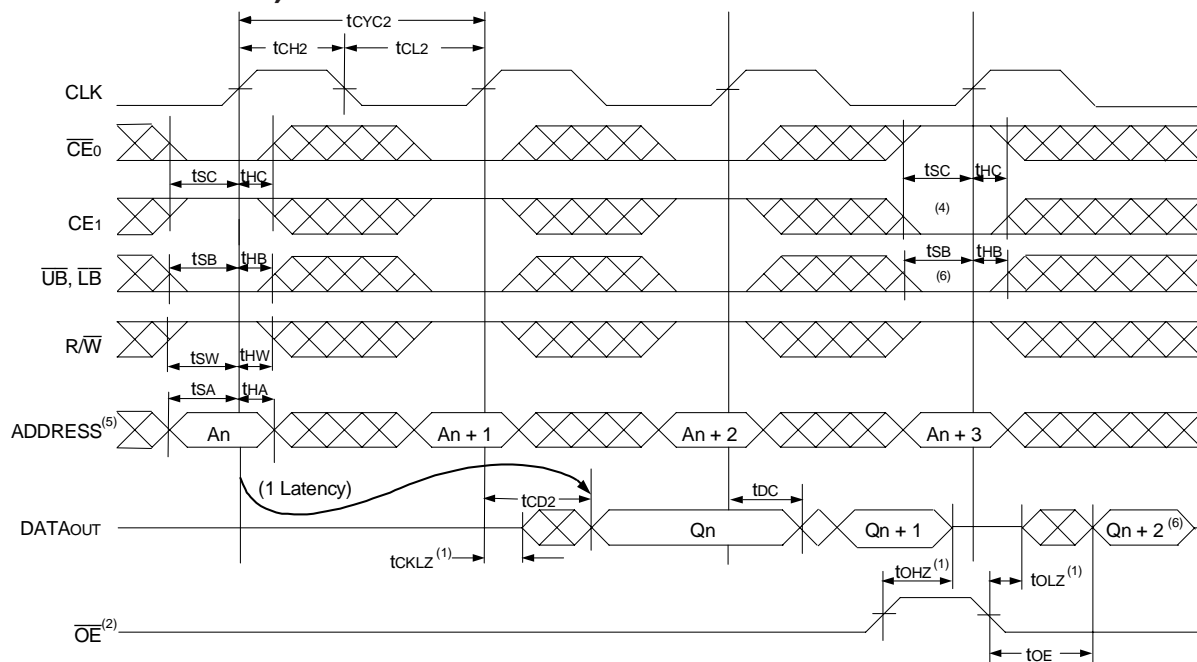 tCYC2
tCH2 tCL2
CLK
CE0
tSC tHC tSC tHC
CE1 (4)
tSB tHB tSB tHB
UB, LB (6)
R/W
tSW tHW
tSA tHA
ADDRESS(5) An An + 1 An + 2 An + 3
(1 Latency) tCD2 tDC
DATAOUT Qn Qn + 1 Qn + 2(6)
tCKLZ(1) tOHZ(1) tOLZ(1)
OE(2)
tOE